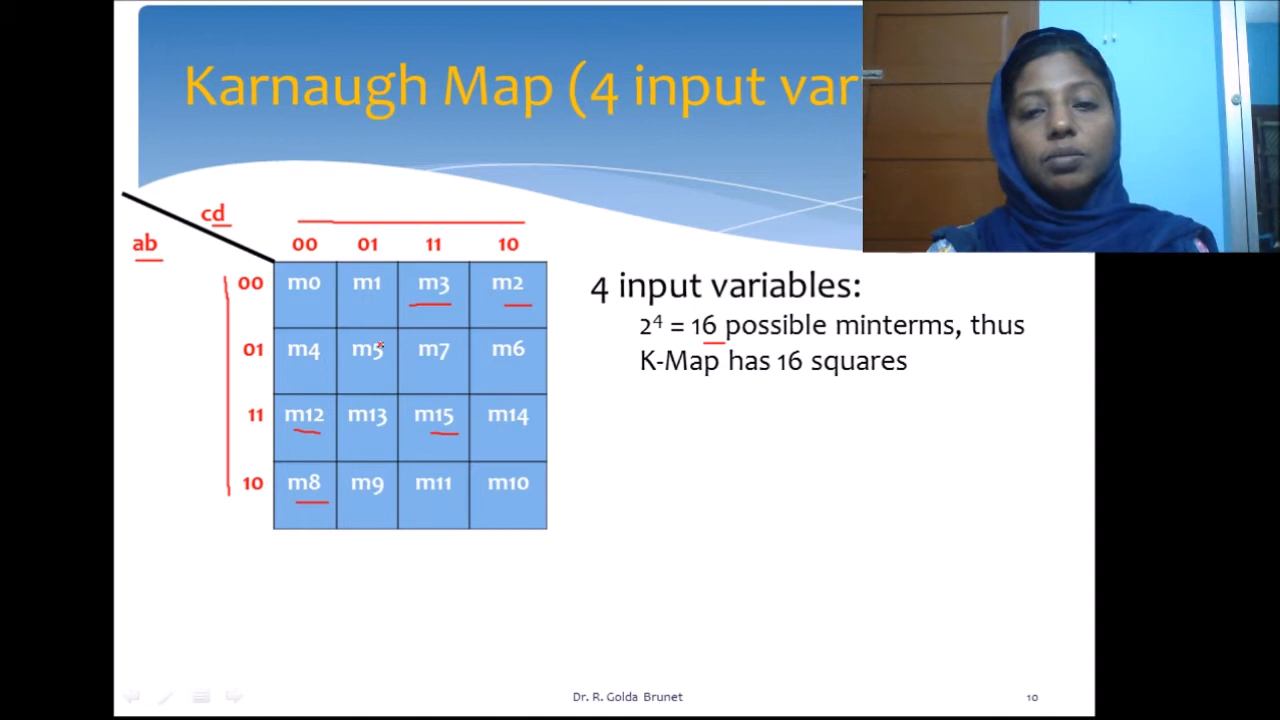 Karnaugh Map (4 input var
cd
ab
00 01 11 10
00 m0 m1 m3 m2
01 m4 m5 m7 m6
11 m12 m13 m15 m14
10 m8 m9 m11 m10
4 input variables:
2⁴ = 16 possible minterms, thus
K-Map has 16 squares
Dr. R. Golda Brunet
10